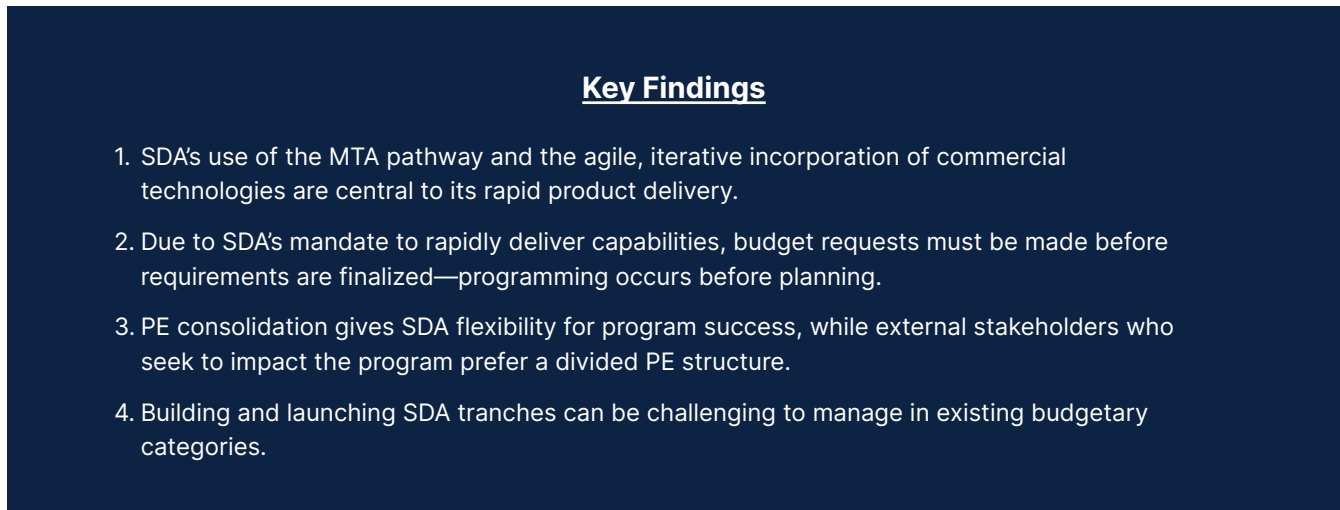 Key Findings
1. SDA’s use of the MTA pathway and the agile, iterative incorporation of commercial
technologies are central to its rapid product delivery.
2. Due to SDA’s mandate to rapidly deliver capabilities, budget requests must be made before
requirements are finalized—programming occurs before planning.
3. PE consolidation gives SDA flexibility for program success, while external stakeholders who
seek to impact the program prefer a divided PE structure.
4. Building and launching SDA tranches can be challenging to manage in existing budgetary
categories.